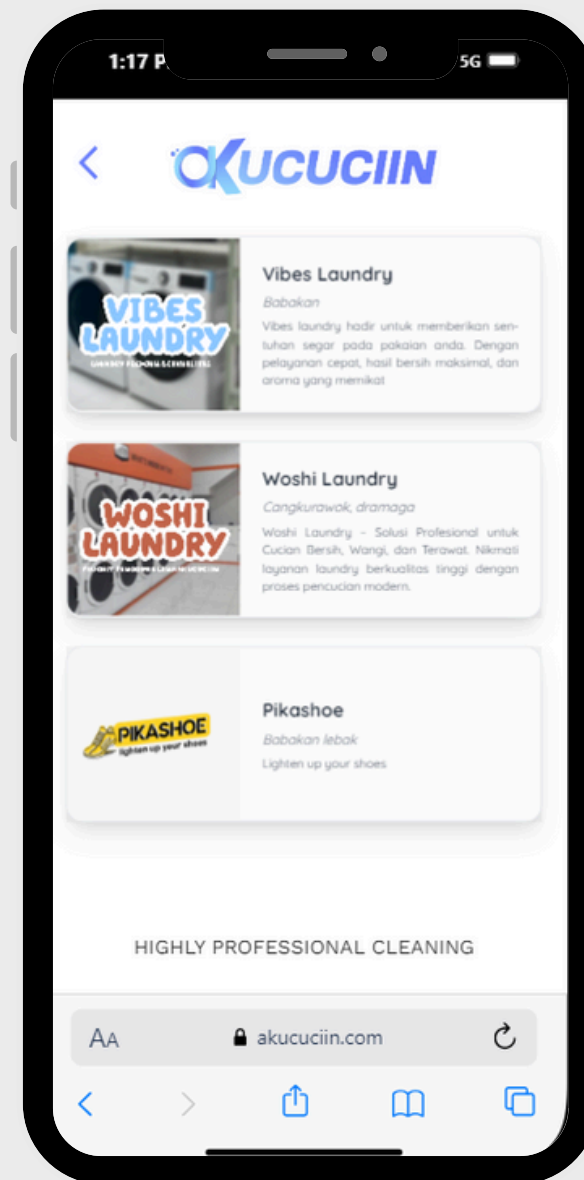 1:17 P
5G
AKUCUCIIN
VIBES
LAUNDRY
Vibes Laundry
Babakan
Vibes laundry hadir untuk memberikan sen-
tuhan segar pada pakaian anda. Dengan
pelayanan cepat, hasil bersih maksimal, dan
aroma yang memikat
WOSHI
LAUNDRY
Woshi Laundry
Cangkurawok, dramaga
Woshi Laundry – Solusi Profesional untuk
Cucian Bersih, Wangi, dan Terawat. Nikmati
layanan laundry berkualitas tinggi dengan
proses pencucian modern.
PIKASHOE
lighten up your shoes
Pikashoe
Babakan lebak
Lighten up your shoes
HIGHLY PROFESSIONAL CLEANING
AA
akucuciin.com